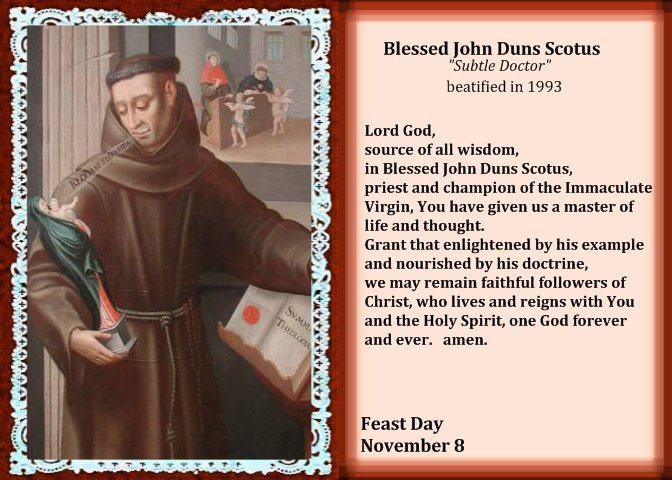 Blessed John Duns Scotus
"Subtle Doctor"
beatified in 1993
Lord God,
source of all wisdom,
in Blessed John Duns Scotus,
priest and champion of the Immaculate
Virgin, You have given us a master of
life and thought.
Grant that enlightened by his example
and nourished by his doctrine,
we may remain faithful followers of
Christ, who lives and reigns with You
and the Holy Spirit, one God forever
and ever.   amen.
Feast Day
November 8
SVMMA
THEOLOGIÆ